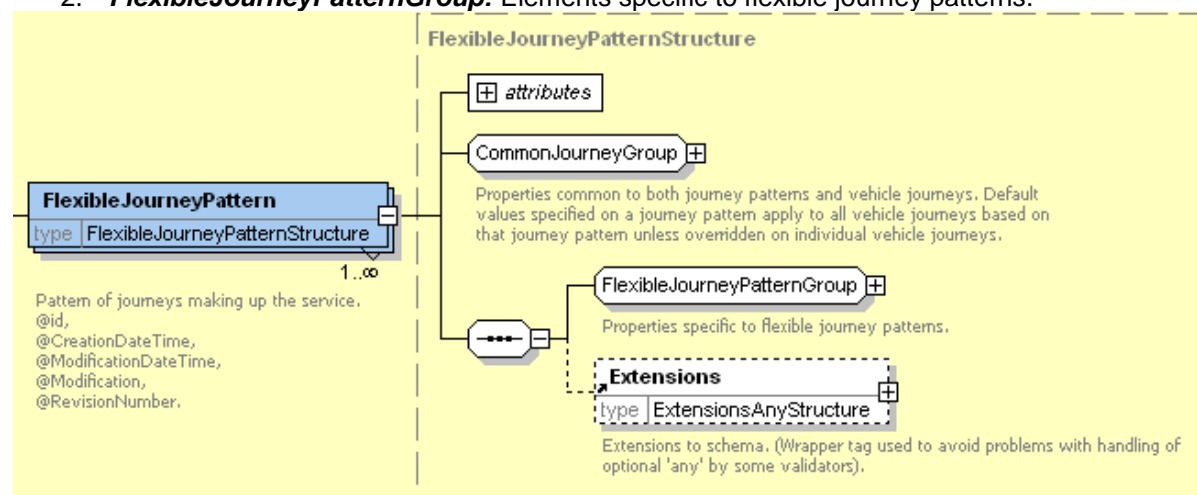 2. FlexibleJourneyPatternGroup: Elements specific to flexible journey patterns.
FlexibleJourneyPatternStructure
attributes
CommonJourneyGroup
Properties common to both journey patterns and vehicle journeys. Default
values specified on a journey pattern apply to all vehicle journeys based on
that journey pattern unless overridden on individual vehicle journeys.
FlexibleJourneyPattern
type FlexibleJourneyPatternStructure
1..∞
Pattern of journeys making up the service.
@id,
@CreationDateTime,
@ModificationDateTime,
@Modification,
@RevisionNumber.
FlexibleJourneyPatternGroup
Properties specific to flexible journey patterns.
Extensions
type ExtensionsAnyStructure
Extensions to schema. (Wrapper tag used to avoid problems with handling of
optional 'any' by some validators).